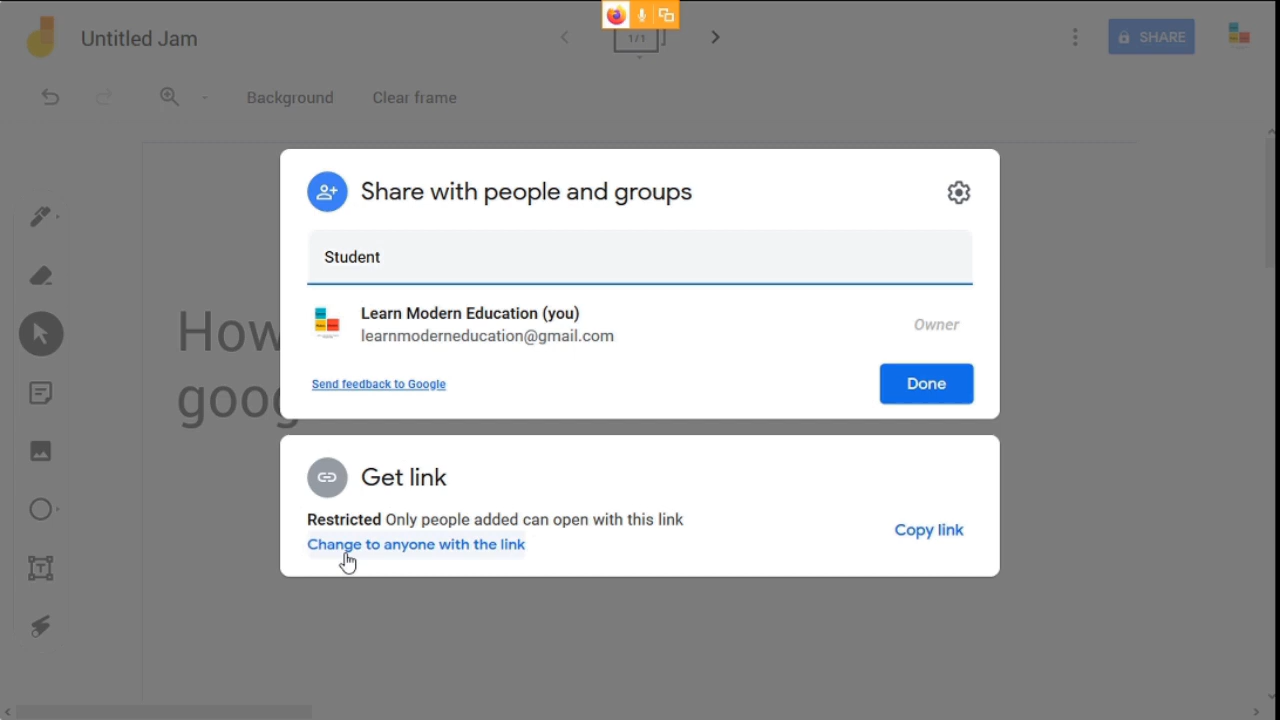 Untitled Jam
1/1
SHARE
Background
Clear frame
How
goog
Share with people and groups
Student
Learn Modern Education (you)
learnmoderneducation@gmail.com
Owner
Send feedback to Google
Done
Get link
Restricted Only people added can open with this link
Change to anyone with the link
Copy link
T